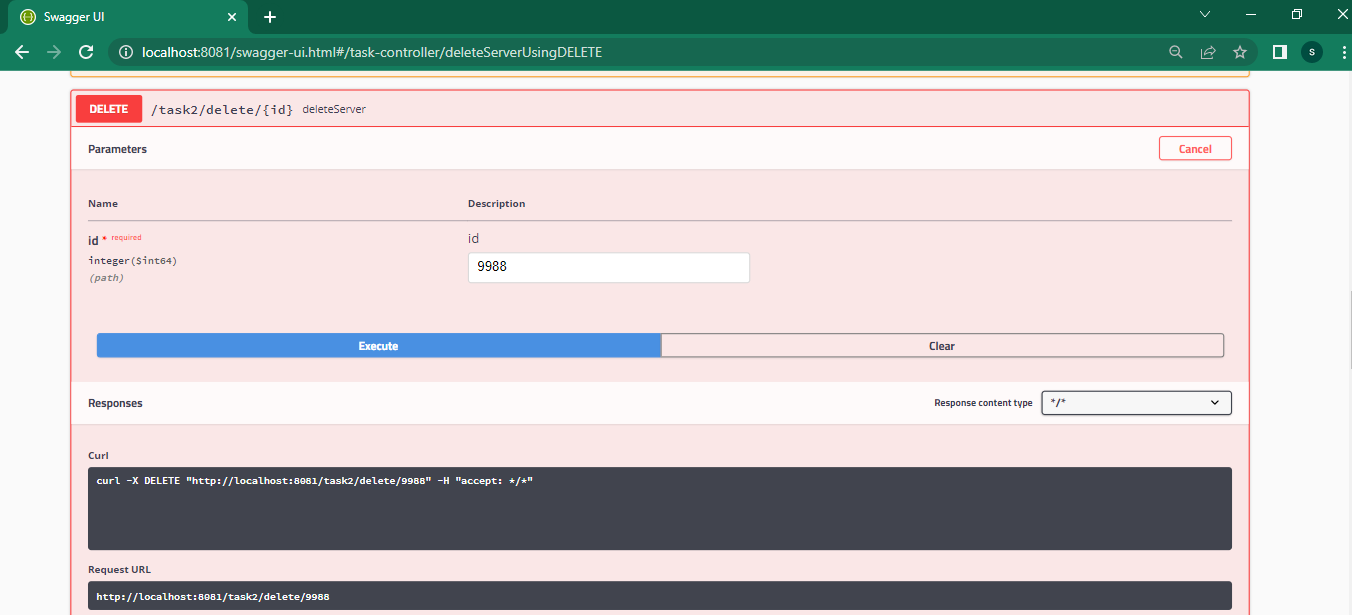 Swagger UI
localhost:8081/swagger-ui.html#/task-controller/deleteServerUsingDELETE
S
DELETE /task2/delete/{id} deleteServer
Parameters
Cancel
Name Description
id * required
id
integer($int64)
9988
(path)
Execute Clear
Responses
Response content type */*
Curl
curl -X DELETE "http://localhost:8081/task2/delete/9988" -H "accept: */*"
Request URL
http://localhost:8081/task2/delete/9988